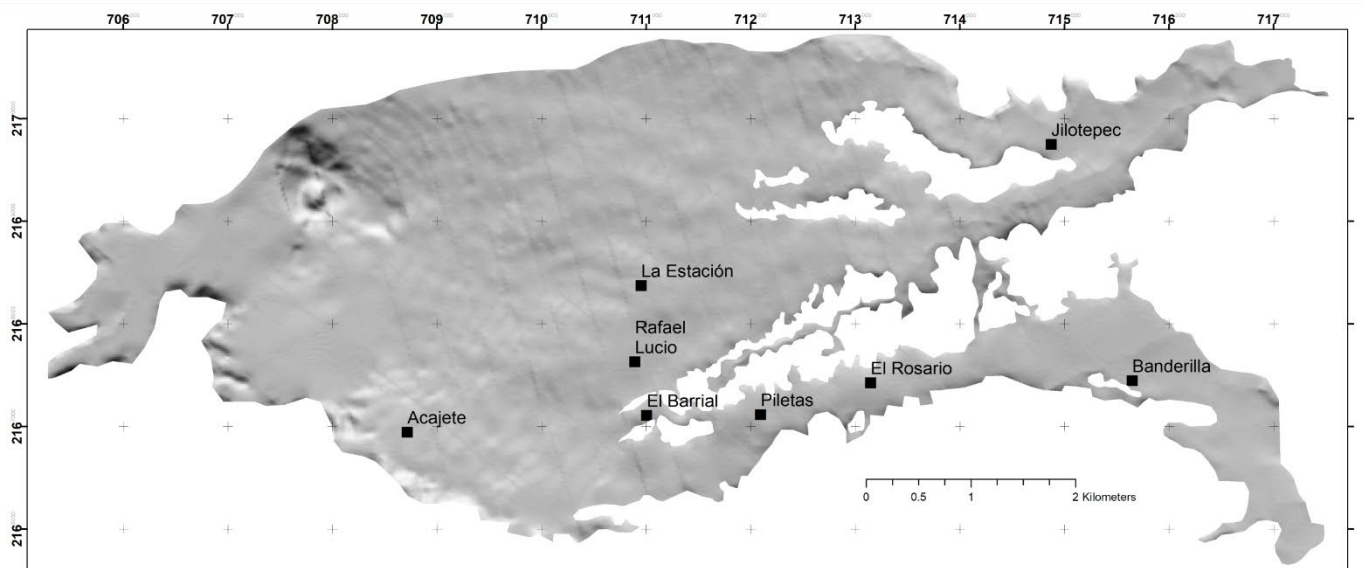 706 707 708 709 710 711 712 713 714 715 716 717
217
216
216
216
216
Jilotepec
La Estación
Rafael
Lucio
El Rosario
Banderilla
El Barrial
Piletas
Acajete
0 0.5 1 2 Kilometers